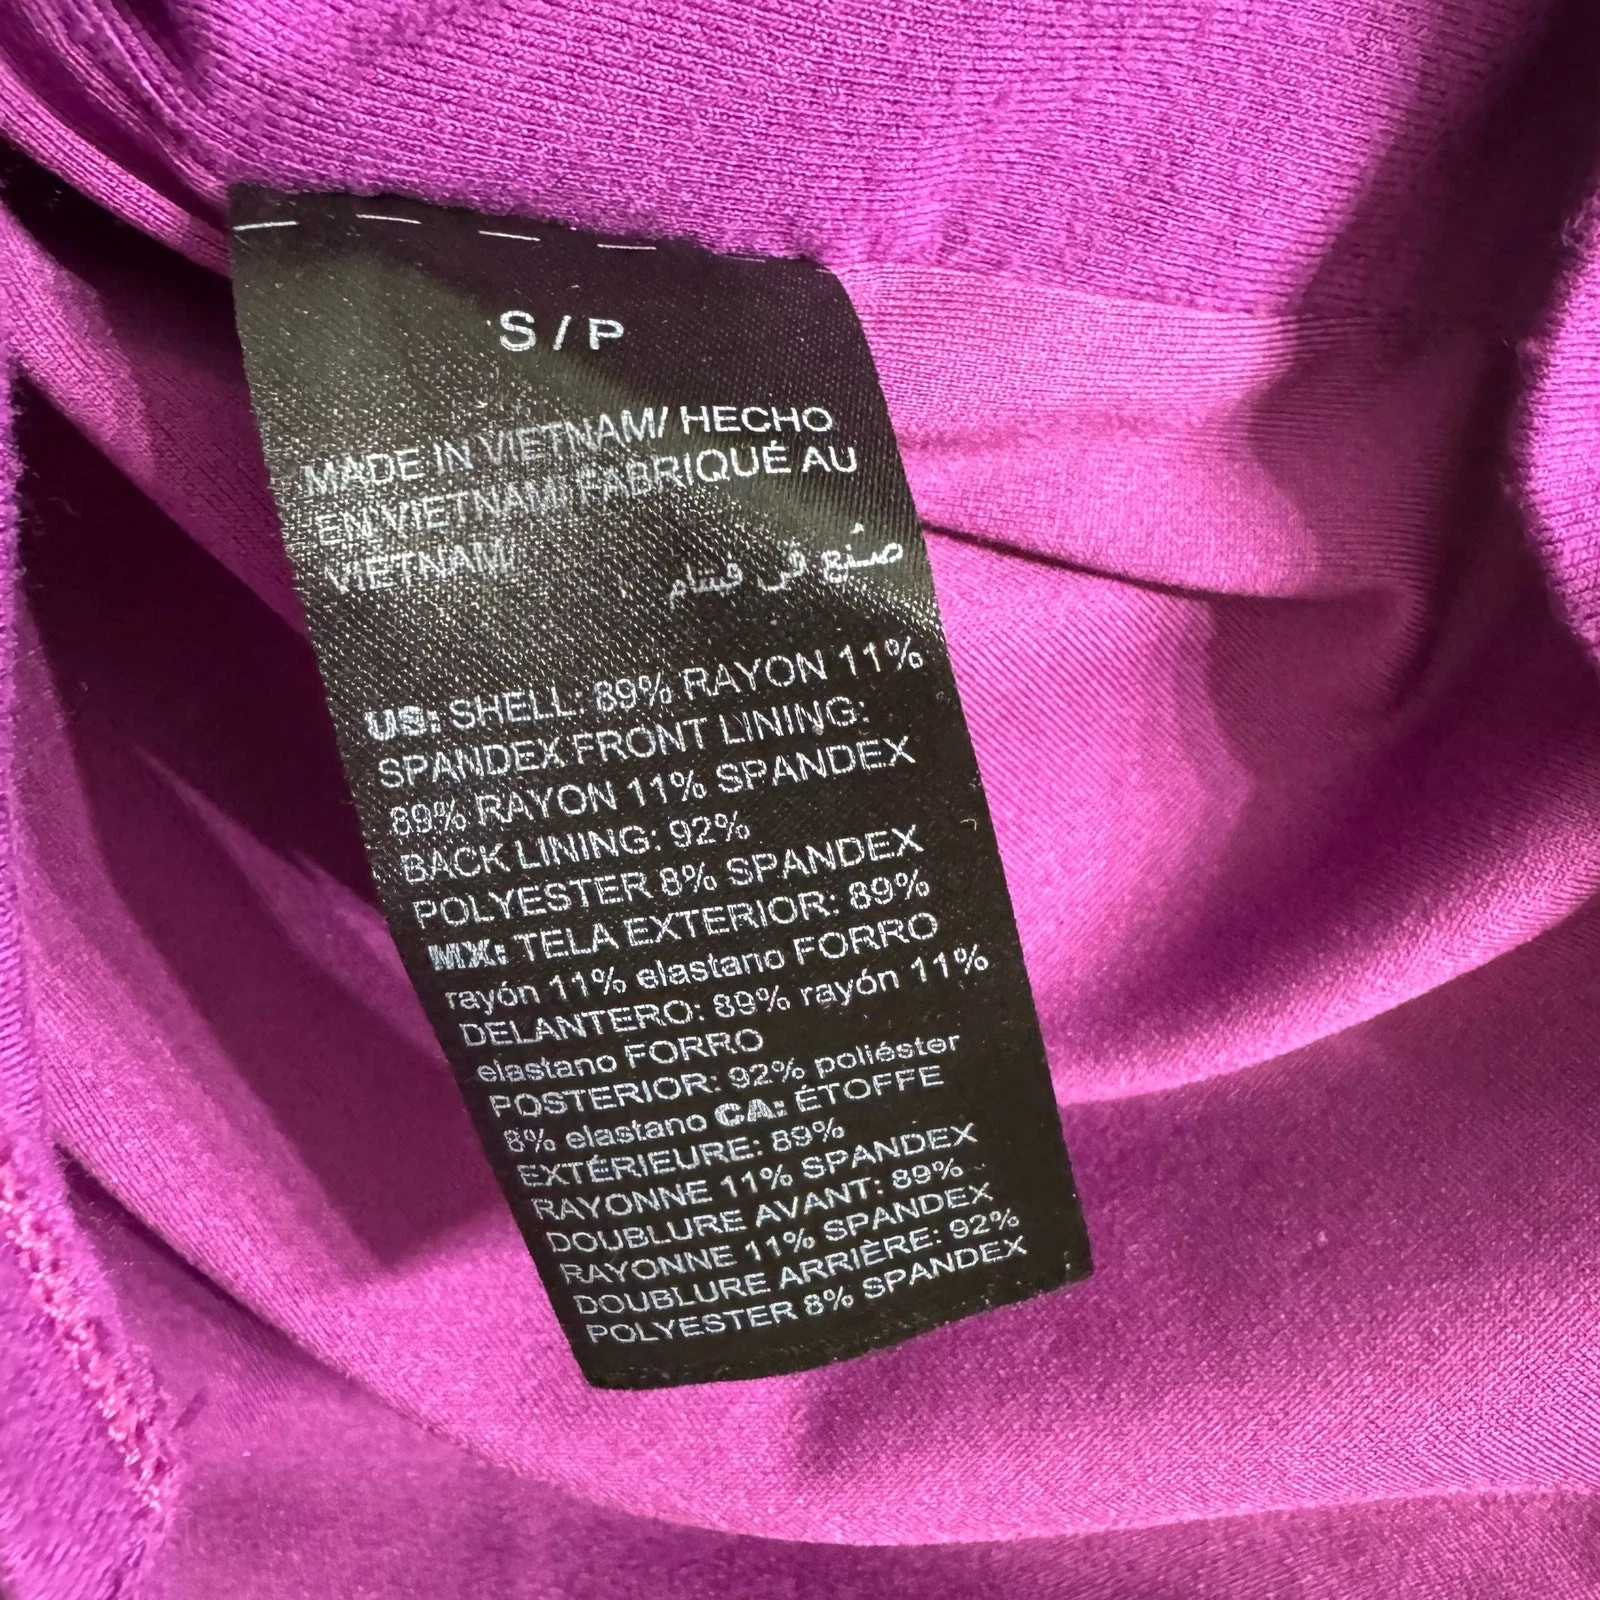 S / P
MADE IN VIETNAM/ HECHO
EN VIETNAM/ FABRIQUÉ AU
VIETNAM/
صنع في فيتنام
US: SHELL: 89% RAYON 11%
SPANDEX FRONT LINING:
89% RAYON 11% SPANDEX
BACK LINING: 92%
POLYESTER 8% SPANDEX
MX: TELA EXTERIOR: 89%
rayón 11% elastano FORRO
DELANTERO: 89% rayón 11%
elastano FORRO
POSTERIOR: 92% poliéster
8% elastano CA: ÉTOFFE
EXTÉRIEURE: 89%
RAYONNE 11% SPANDEX
DOUBLURE AVANT: 89%
RAYONNE 11% SPANDEX
DOUBLURE ARRIÈRE: 92%
POLYESTER 8% SPANDEX